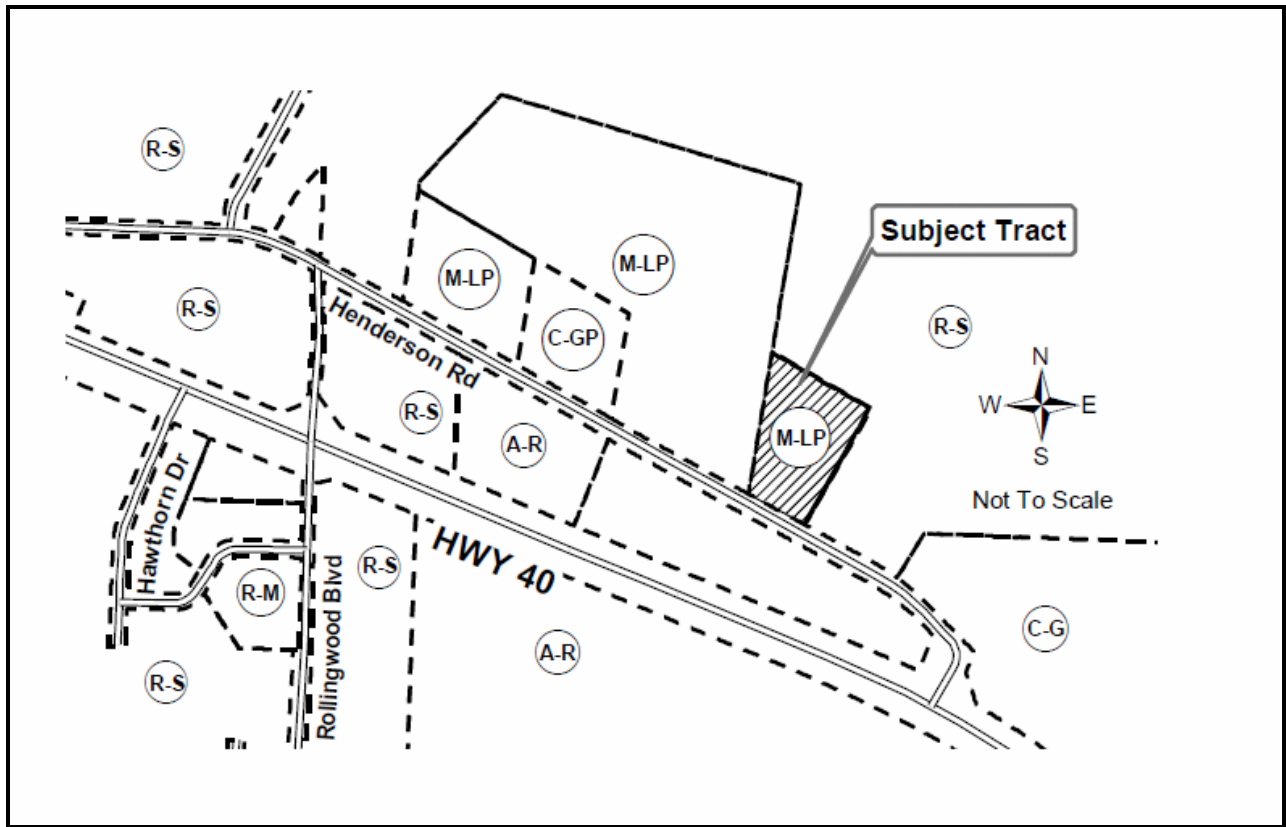 R-S
Subject Tract
M-LP
M-LP
R-S
R-S
C-GP
Henderson Rd
N
W E
S
R-S
A-R
M-LP
Not To Scale
Hawthorn Dr
HWY 40
R-S
R-M
Rollingwood Blvd
C-G
A-R
R-S